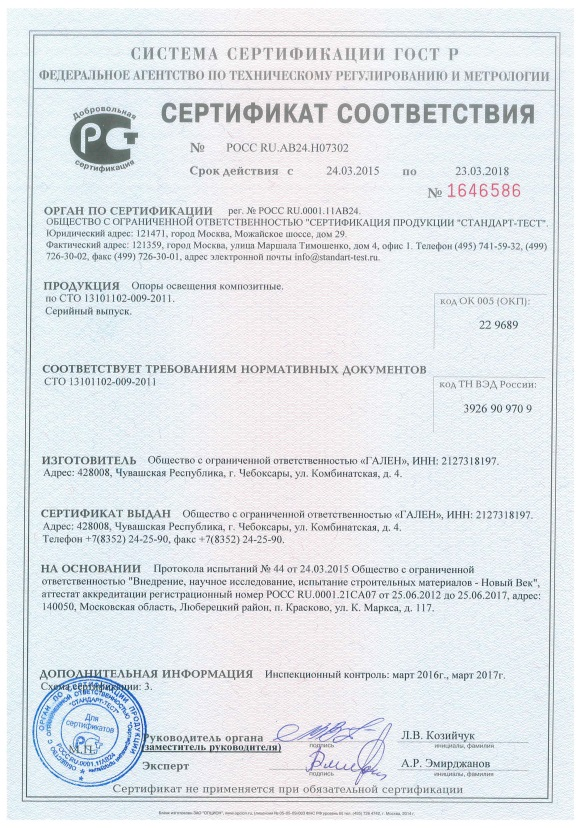 СИСТЕМА СЕРТИФИКАЦИИ ГОСТ Р
ФЕДЕРАЛЬНОЕ АГЕНТСТВО ПО ТЕХНИЧЕСКОМУ РЕГУЛИРОВАНИЮ И МЕТРОЛОГИИ
Добровольная
сертификация
СЕРТИФИКАТ СООТВЕТСТВИЯ
№ РОСС RU.АВ24.Н07302
Срок действия с 24.03.2015 по 23.03.2018
№ 1646586
ОРГАН ПО СЕРТИФИКАЦИИ рег. № РОСС RU.0001.11АВ24.
ОБЩЕСТВО С ОГРАНИЧЕННОЙ ОТВЕТСТВЕННОСТЬЮ "СЕРТИФИКАЦИЯ ПРОДУКЦИИ "СТАНДАРТ-ТЕСТ".
Юридический адрес: 121471, город Москва, Можайское шоссе, дом 29.
Фактический адрес: 121359, город Москва, улица Маршала Тимошенко, дом 4, офис 1. Телефон (495) 741-59-32, (499)
726-30-02, факс (499) 726-30-01, адрес электронной почты info@standart-test.ru.
ПРОДУКЦИЯ Опоры освещения композитные.
по СТО 13101102-009-2011.
Серийный выпуск.
код ОК 005 (ОКП):
22 9689
СООТВЕТСТВУЕТ ТРЕБОВАНИЯМ НОРМАТИВНЫХ ДОКУМЕНТОВ
СТО 13101102-009-2011
код ТН ВЭД России:
3926 90 970 9
ИЗГОТОВИТЕЛЬ Общество с ограниченной ответственностью «ГАЛЕН», ИНН: 2127318197.
Адрес: 428008, Чувашская Республика, г. Чебоксары, ул. Комбинатская, д. 4.
СЕРТИФИКАТ ВЫДАН Общество с ограниченной ответственностью «ГАЛЕН», ИНН: 2127318197.
Адрес: 428008, Чувашская Республика, г. Чебоксары, ул. Комбинатская, д. 4.
Телефон +7(8352) 24-25-90, факс +7(8352) 24-25-90.
НА ОСНОВАНИИ Протокола испытаний № 44 от 24.03.2015 Общество с ограниченной
ответственностью "Внедрение, научное исследование, испытание строительных материалов - Новый Век",
аттестат аккредитации регистрационный номер РОСС RU.0001.21СА07 от 25.06.2012 до 25.06.2017, адрес:
140050, Московская область, Люберецкий район, п. Красково, ул. К. Маркса, д. 117.
ДОПОЛНИТЕЛЬНАЯ ИНФОРМАЦИЯ Инспекционный контроль: март 2016г., март 2017г.
Схема сертификации: 3.
"СТАНДАРТ-ТЕСТ"
Для
сертификатов
РОСС RU.0001.11АВ24
М.П.
Руководитель органа
(заместитель руководителя)
подпись
Л.В. Козийчук
инициалы, фамилия
Эксперт
подпись
А.Р. Эмирджанов
инициалы, фамилия
Сертификат не применяется при обязательной сертификации